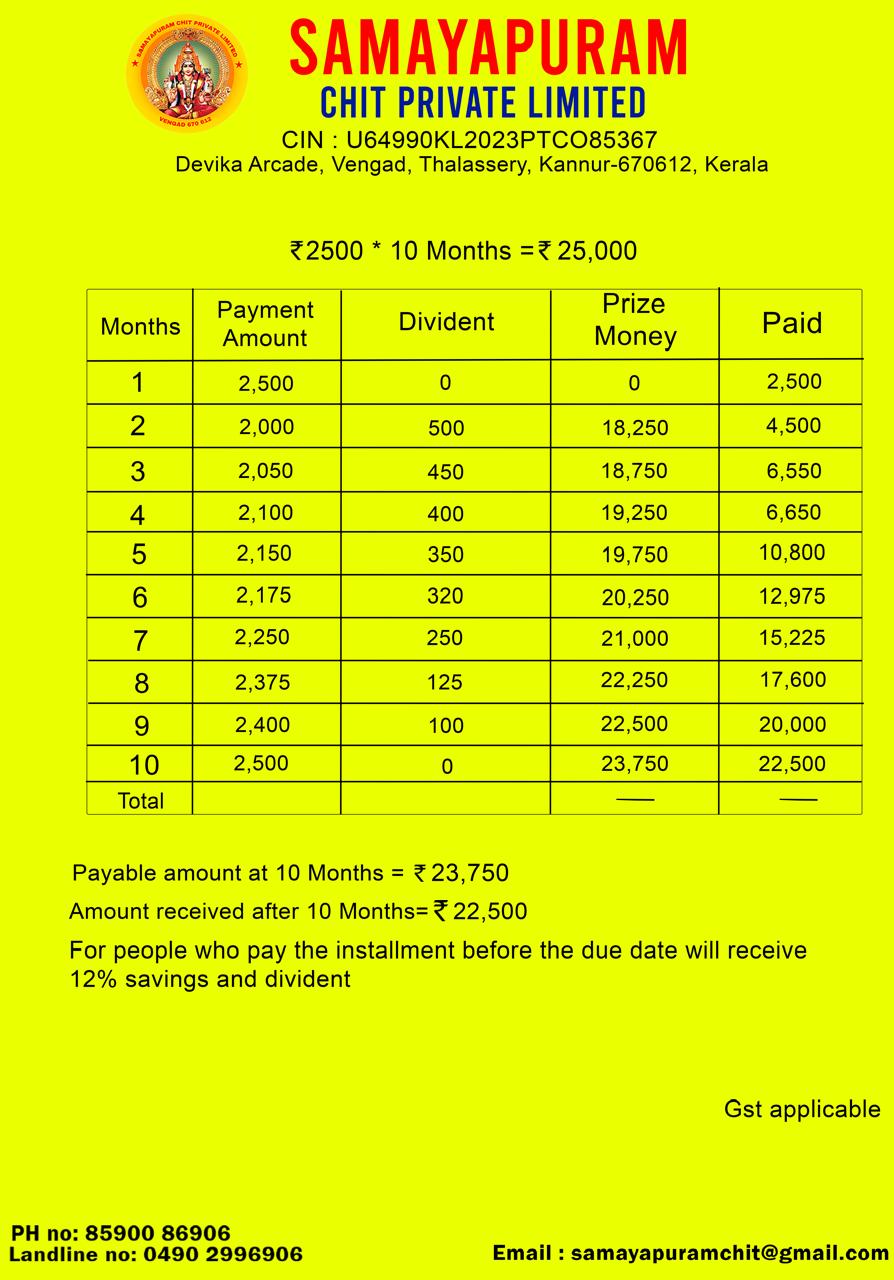 SAMAYAPURAM CHIT PRIVATE LIMITED
VENGAD 670 612
SAMAYAPURAM
CHIT PRIVATE LIMITED
CIN : U64990KL2023PTCO85367
Devika Arcade, Vengad, Thalassery, Kannur-670612, Kerala
₹2500 * 10 Months =₹ 25,000
Months Payment Amount Divident Prize Money Paid
1 2,500 0 0 2,500
2 2,000 500 18,250 4,500
3 2,050 450 18,750 6,550
4 2,100 400 19,250 6,650
5 2,150 350 19,750 10,800
6 2,175 320 20,250 12,975
7 2,250 250 21,000 15,225
8 2,375 125 22,250 17,600
9 2,400 100 22,500 20,000
10 2,500 0 23,750 22,500
Total — —
Payable amount at 10 Months = ₹ 23,750
Amount received after 10 Months=₹ 22,500
For people who pay the installment before the due date will receive
12% savings and divident
Gst applicable
PH no: 85900 86906
Landline no: 0490 2996906
Email : samayapuramchit@gmail.com